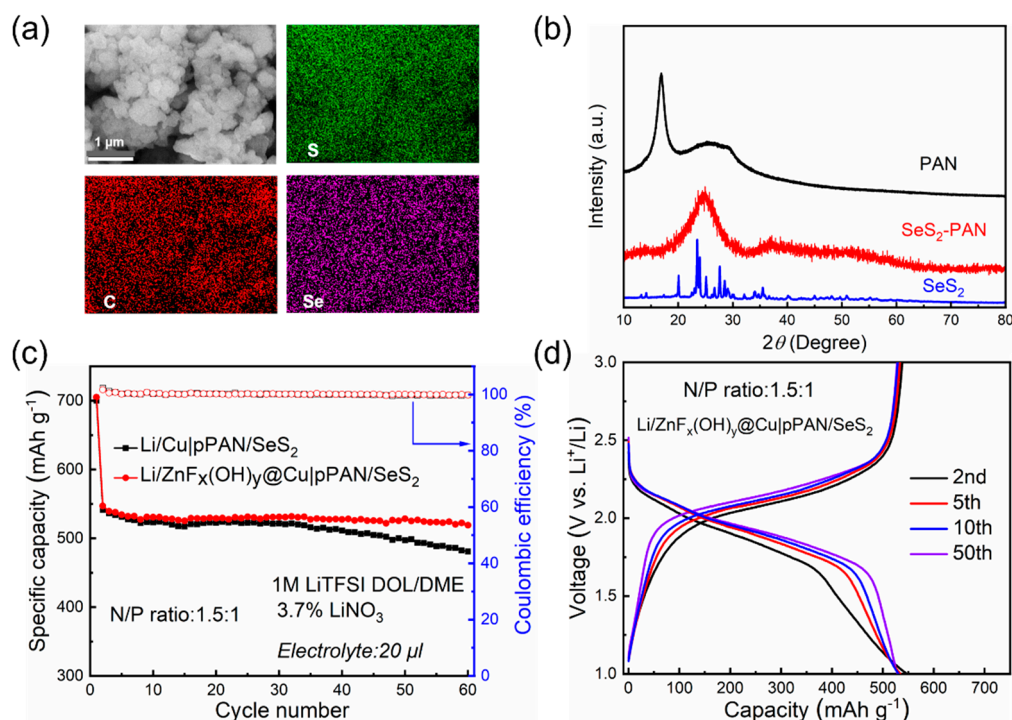 (a)
1 µm
S
C
Se
(b)
Intensity (a.u.)
PAN
SeS₂-PAN
SeS₂
10 20 30 40 50 60 70 80
2θ (Degree)
(c)
Specific capacity (mAh g⁻¹)
700
600
500
400
300
Li/Cu|pPAN/SeS₂
Li/ZnFₓ(OH)ᵧ@Cu|pPAN/SeS₂
1M LiTFSI DOL/DME
3.7% LiNO₃
N/P ratio:1.5:1
Electrolyte:20 µl
0 10 20 30 40 50 60
Cycle number
100
80
60
40
20
0
Coulombic efficiency (%)
(d)
Voltage (V vs. Li⁺/Li)
3.0
2.5
2.0
1.5
1.0
N/P ratio:1.5:1
Li/ZnFₓ(OH)ᵧ@Cu|pPAN/SeS₂
2nd
5th
10th
50th
0 100 200 300 400 500 600 700
Capacity (mAh g⁻¹)